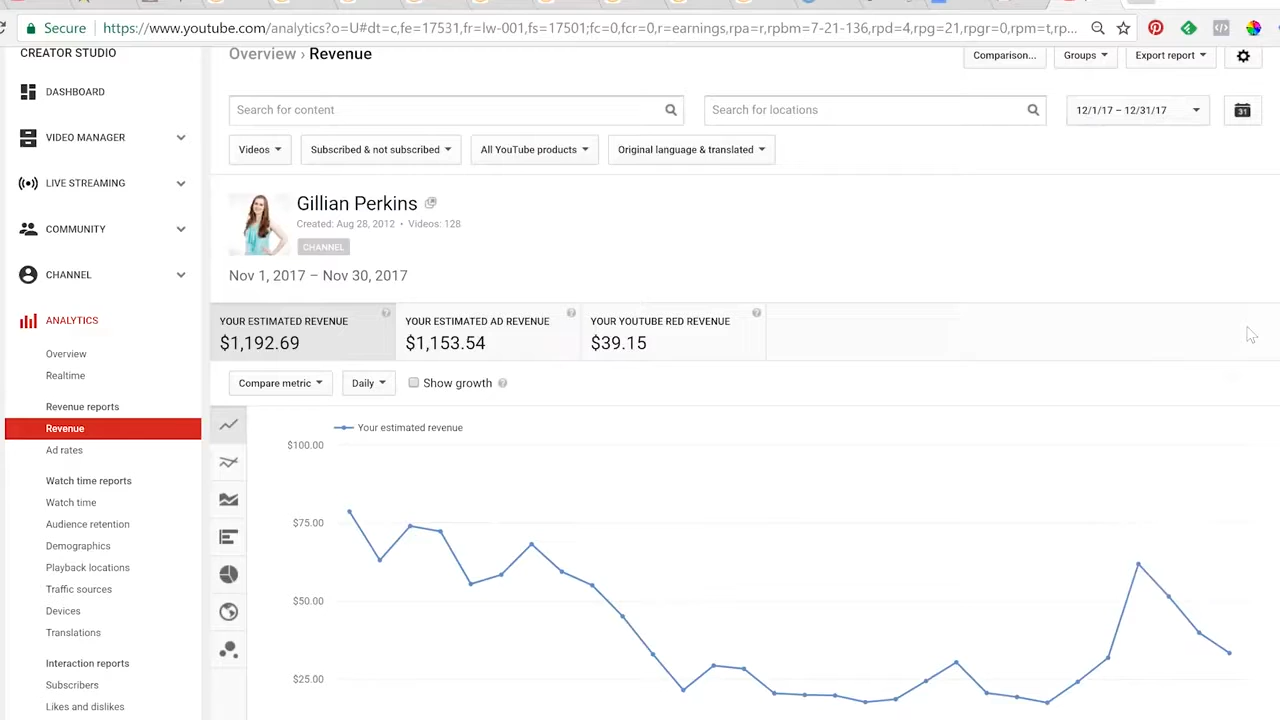 Secure
https://www.youtube.com/analytics?o=U#dt=c,fe=17531,fr=lw-001,fs=17501;fc=0,fcr=0,r=earnings,rpa=r,rpbm=7-21-136,rpd=4,rpg=21,rpgr=0,rpm=t,rp...
CREATOR STUDIO
DASHBOARD
VIDEO MANAGER
LIVE STREAMING
COMMUNITY
CHANNEL
ANALYTICS
Overview
Realtime
Revenue reports
Revenue
Ad rates
Watch time reports
Watch time
Audience retention
Demographics
Playback locations
Traffic sources
Devices
Translations
Interaction reports
Subscribers
Likes and dislikes
Overview › Revenue
Comparison...
Groups
Export report
Search for content
Search for locations
12/1/17 – 12/31/17
31
Videos
Subscribed & not subscribed
All YouTube products
Original language & translated
Gillian Perkins
Created: Aug 28, 2012 • Videos: 128
CHANNEL
Nov 1, 2017 – Nov 30, 2017
YOUR ESTIMATED REVENUE
$1,192.69
YOUR ESTIMATED AD REVENUE
$1,153.54
YOUR YOUTUBE RED REVENUE
$39.15
Compare metric
Daily
Show growth
Your estimated revenue
$100.00
$75.00
$50.00
$25.00